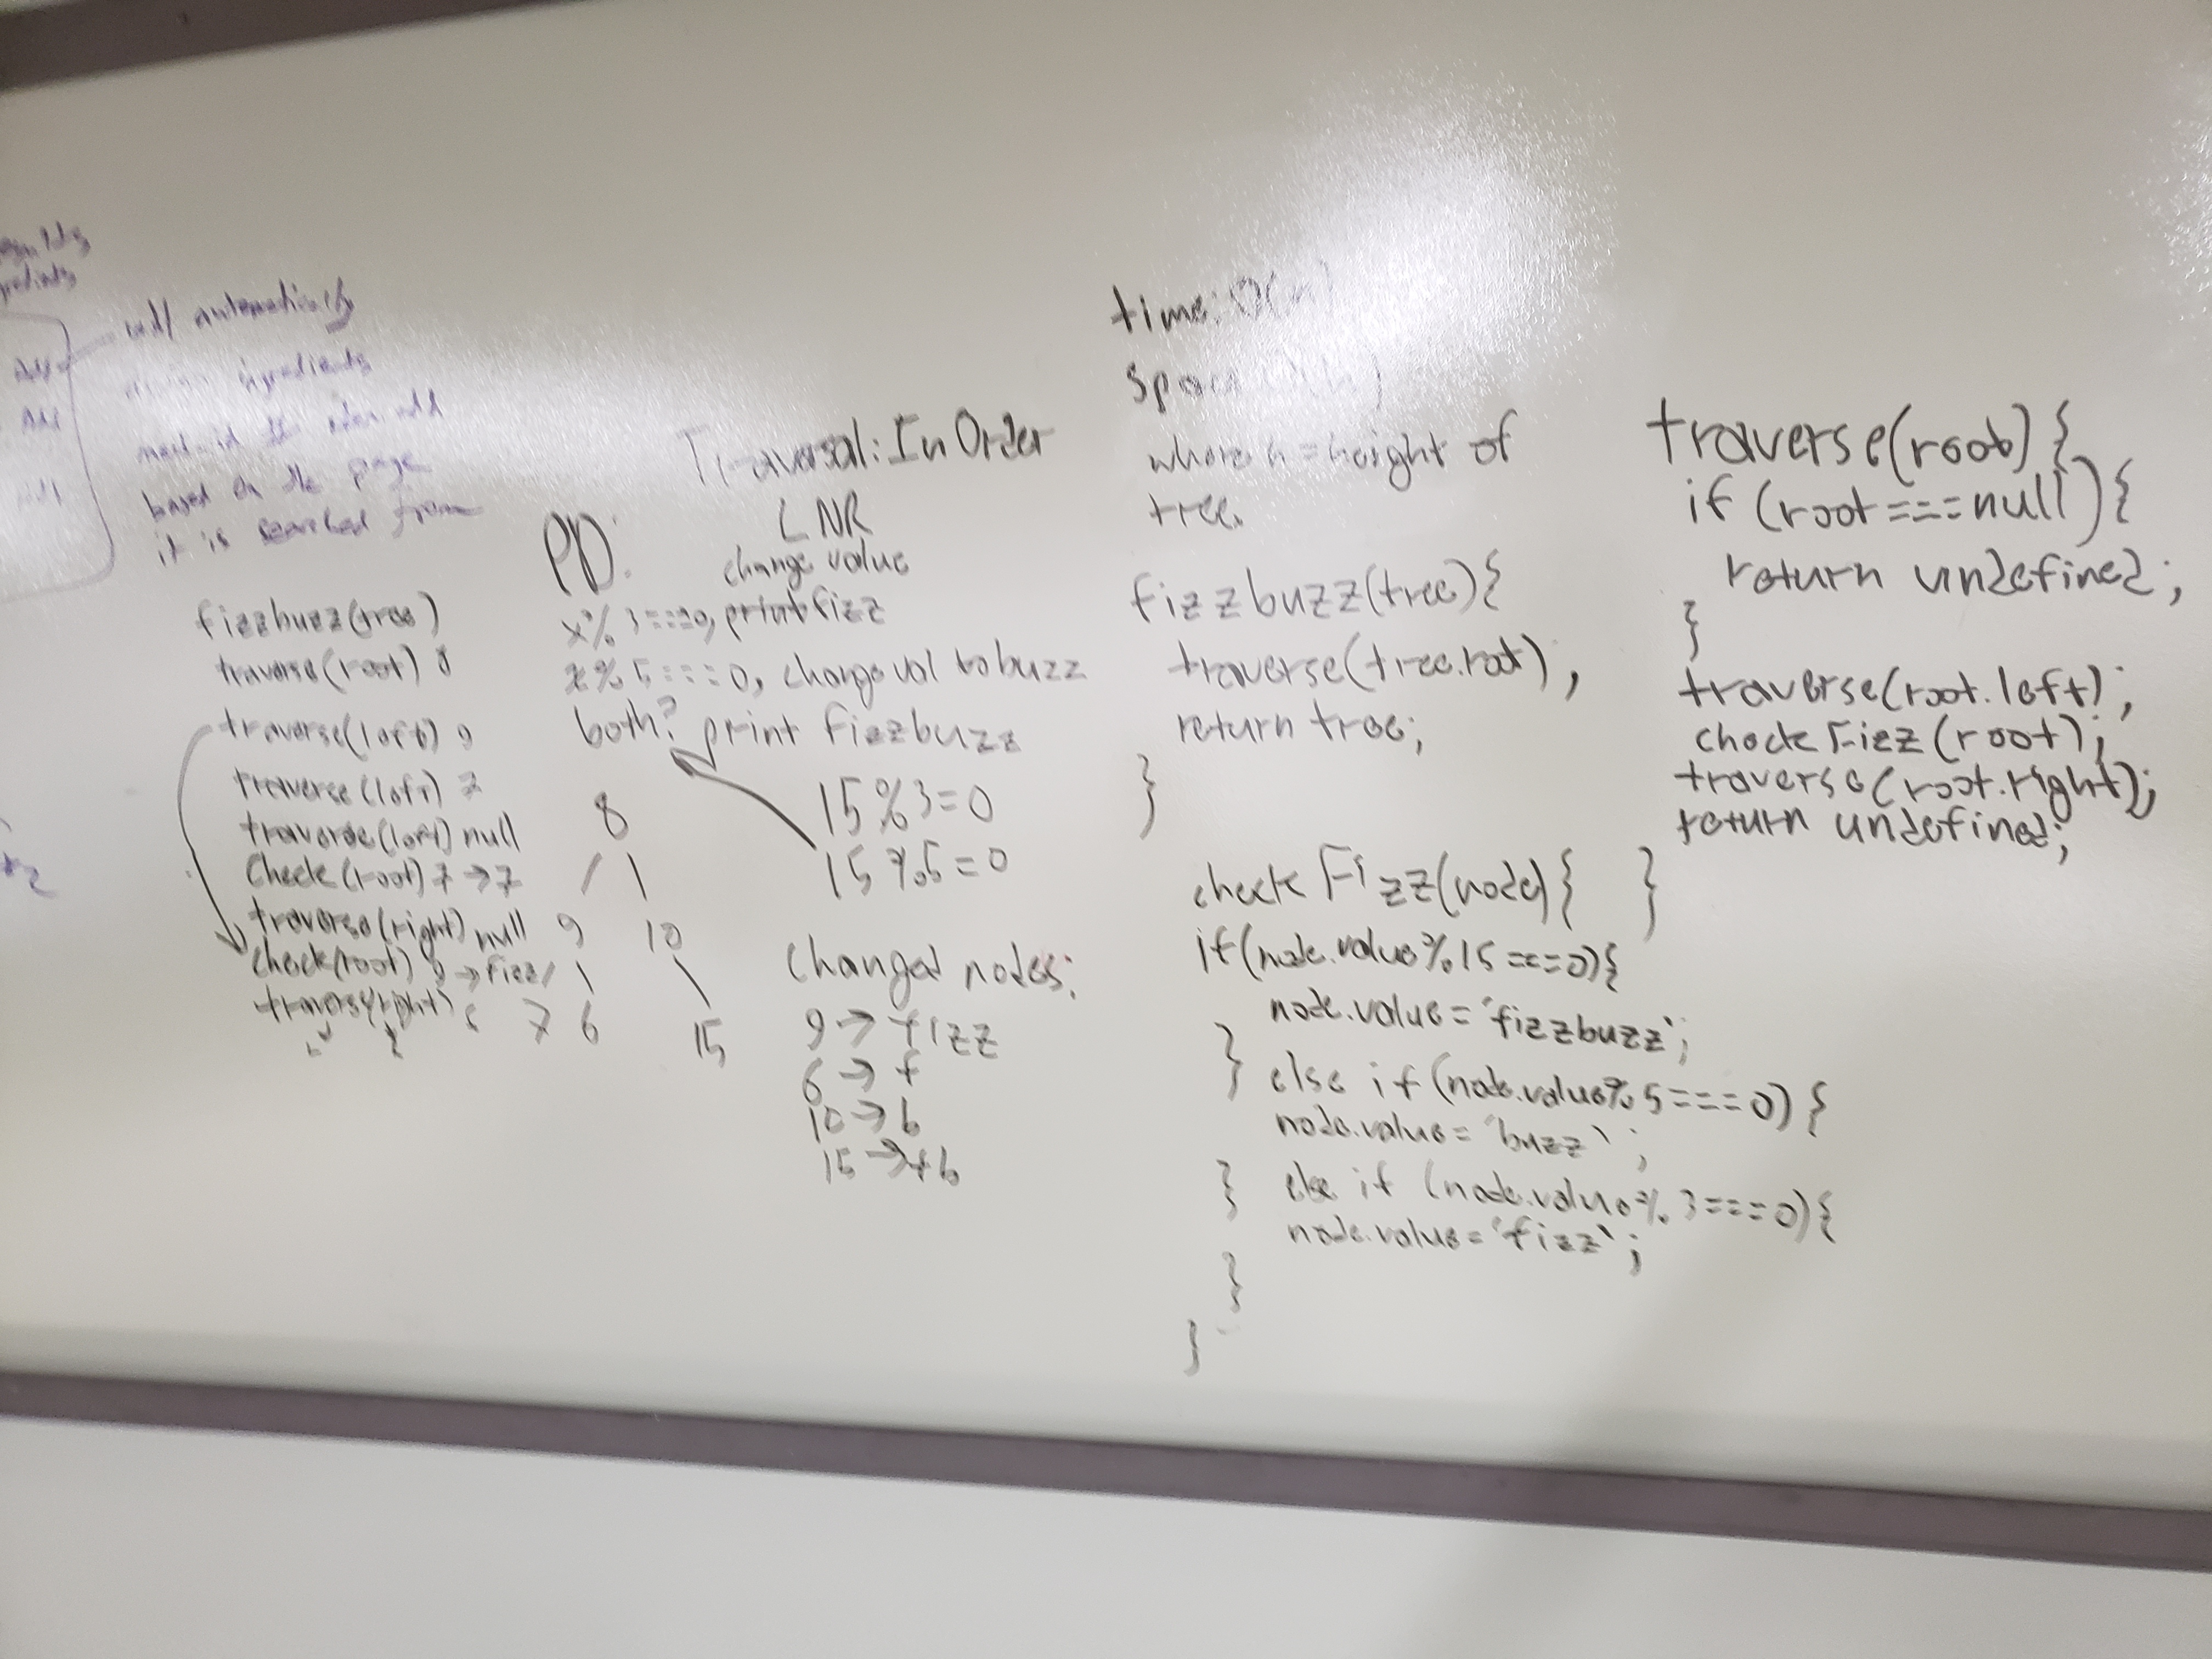 will automatically
ingredients
based on the page
it is searched from
Traversal: In Order
LNR
PD:
change value
x % 3 === 0, print fizz
x % 5 === 0, change val to buzz
both? print fizzbuzz
15 % 3 = 0
15 % 5 = 0
fizzbuzz(tree)
traverse(root) 8
traverse(left) 9
traverse(left) 7
traverse(left) null
Check(root) 7 → 7
traverse(right) null
check(root) 9 → fizz
traverse(right) 6
8
/ \
9 10
/ \ \
7 6 15
Changed nodes:
9 → fizz
6 → f
10 → b
15 → fb
time: O(n)
space: O(h)
where h = height of
tree.
fizzbuzz(tree){
traverse(tree.root);
return tree;
}
check Fizz(node){
if(node.value % 15 === 0){
node.value = 'fizzbuzz';
} else if (node.value % 5 === 0) {
node.value = 'buzz';
} else if (node.value % 3 === 0){
node.value = 'fizz';
}
}
traverse(root){
if (root === null){
return undefined;
}
traverse(root.left);
check Fizz(root);
traverse(root.right);
return undefined;
}